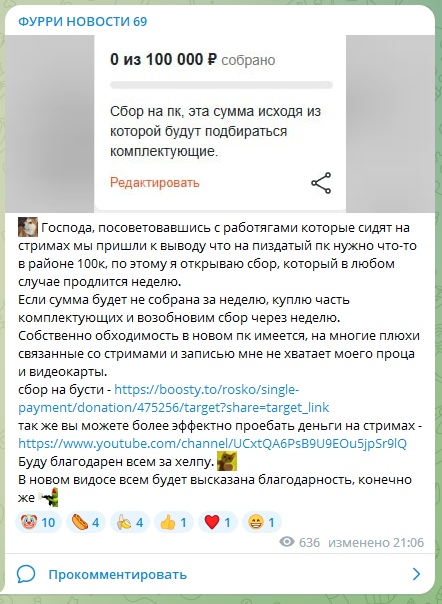 ФУРРИ НОВОСТИ 69
0 из 100 000 ₽ собрано
Сбор на пк, эта сумма исходя из
которой будут подбираться
комплектующие.
Редактировать
Господа, посоветовавшись с работягами которые сидят на
стримах мы пришли к выводу что на пиздатый пк нужно что-то
в районе 100к, по этому я открываю сбор, который в любом
случае продлится неделю.
Если сумма будет не собрана за неделю, куплю часть
комплектующих и возобновим сбор через неделю.
Собственно обходимость в новом пк имеется, на многие плюхи
связанные со стримами и записью мне не хватает моего проца
и видеокарты.
сбор на бусти - https://boosty.to/rosko/single-
payment/donation/475256/target?share=target_link
так же вы можете более эффектно проебать деньги на стримах -
https://www.youtube.com/channel/UCxtQA6PsB9U9EOu5jpSr9lQ
Буду благодарен всем за хелпу.
В новом видосе всем будет высказана благодарность, конечно
же
10 4 4 1 1 1
636 изменено 21:06
Прокомментировать